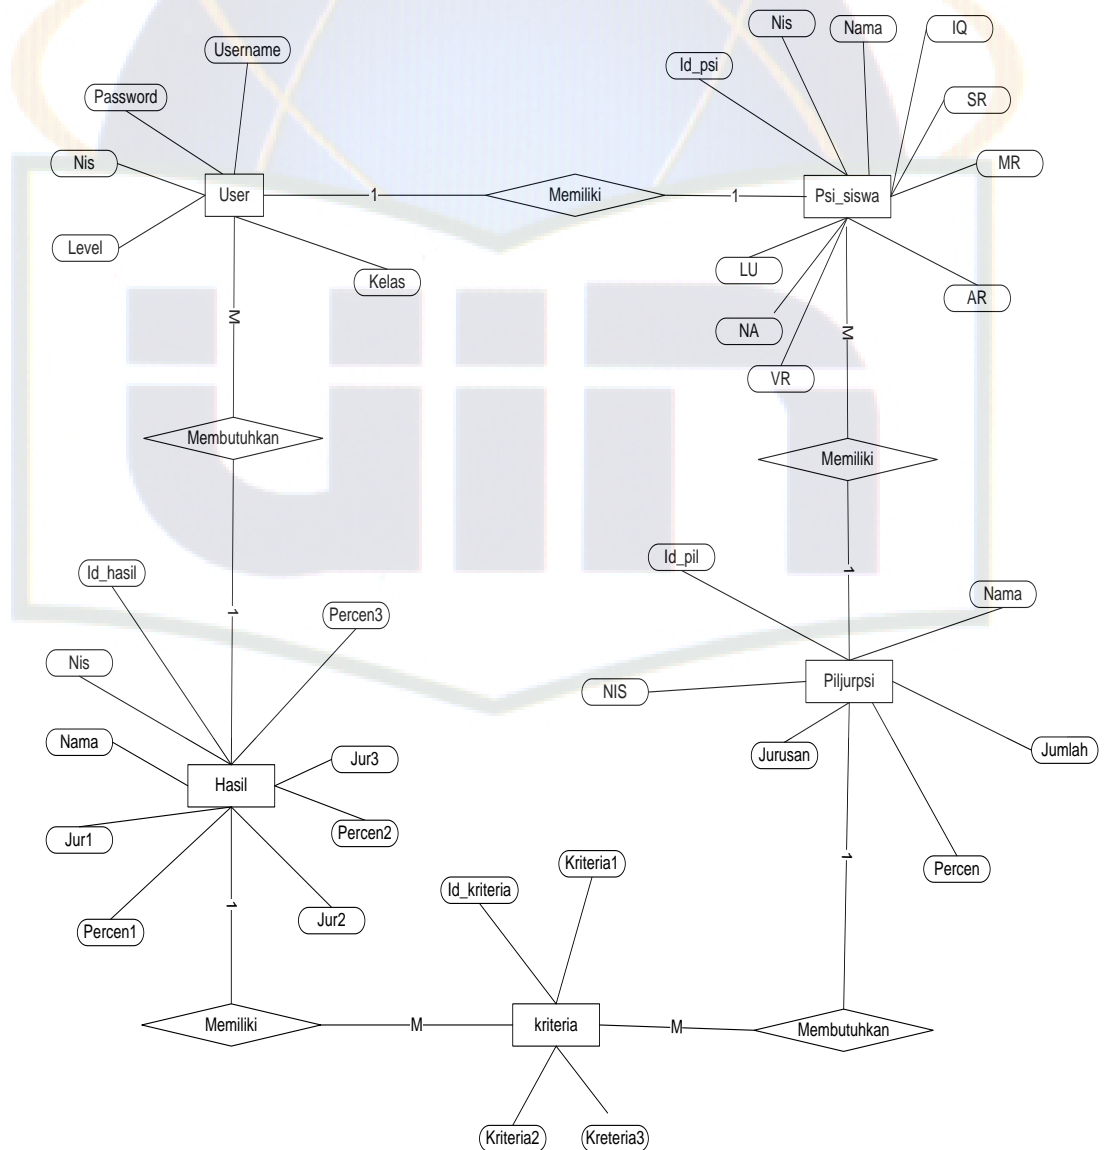 Nis
Nama
IQ
Username
Id_psi
Password
SR
Nis
MR
User
1
Memiliki
1
Psi_siswa
Level
Kelas
LU
AR
M
NA
M
VR
Membutuhkan
Memiliki
Id_pil
1
Id_hasil
Nama
1
Percen3
Nis
NIS
Piljurpsi
Nama
Jur3
Jurusan
Jumlah
Hasil
Jur1
Percen2
1
Percen
Kriteria1
Id_kriteria
1
Percen1
Jur2
Memiliki
M
kriteria
M
Membutuhkan
Kriteria2
Kreteria3
uin